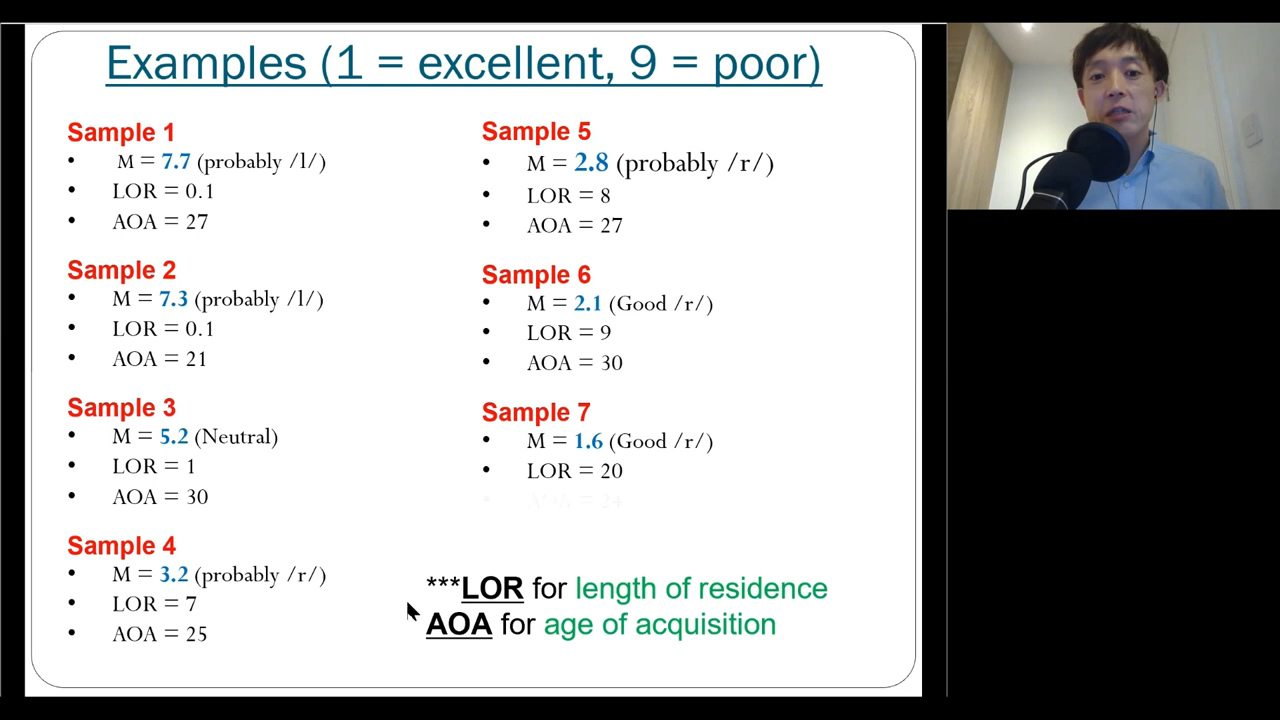 Examples (1 = excellent, 9 = poor)
Sample 1
• M = 7.7 (probably /l/)
• LOR = 0.1
• AOA = 27
Sample 2
• M = 7.3 (probably /l/)
• LOR = 0.1
• AOA = 21
Sample 3
• M = 5.2 (Neutral)
• LOR = 1
• AOA = 30
Sample 4
• M = 3.2 (probably /r/)
• LOR = 7
• AOA = 25
Sample 5
• M = 2.8 (probably /r/)
• LOR = 8
• AOA = 27
Sample 6
• M = 2.1 (Good /r/)
• LOR = 9
• AOA = 30
Sample 7
• M = 1.6 (Good /r/)
• LOR = 20
• AOA = 24
***LOR for length of residence
AOA for age of acquisition